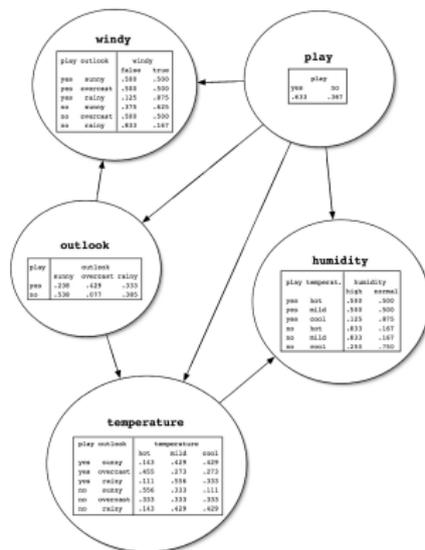 windy
play outlook windy
false true
yes sunny .500 .500
yes overcast .500 .500
yes rainy .125 .875
no sunny .375 .625
no overcast .500 .500
no rainy .833 .167
play
play
yes no
.633 .367
outlook
play outlook
sunny overcast rainy
yes .238 .429 .333
no .538 .077 .385
humidity
play temperat. humidity
high normal
yes hot .500 .500
yes mild .500 .500
yes cool .125 .875
no hot .833 .167
no mild .833 .167
no cool .250 .750
temperature
play outlook temperature
hot mild cool
yes sunny .143 .429 .429
yes overcast .455 .273 .273
yes rainy .111 .556 .333
no sunny .556 .333 .111
no overcast .333 .333 .333
no rainy .143 .429 .429